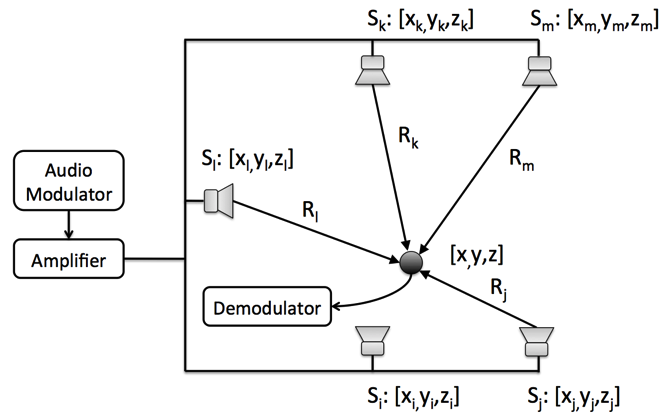 Sk: [xk,yk,zk]
Sm: [xm,ym,zm]
Rk
Rm
Sl: [xl,yl,zl]
Audio
Modulator
Rl
Amplifier
[x,y,z]
Rj
Demodulator
Si: [xi,yi,zi]
Sj: [xj,yj,zj]